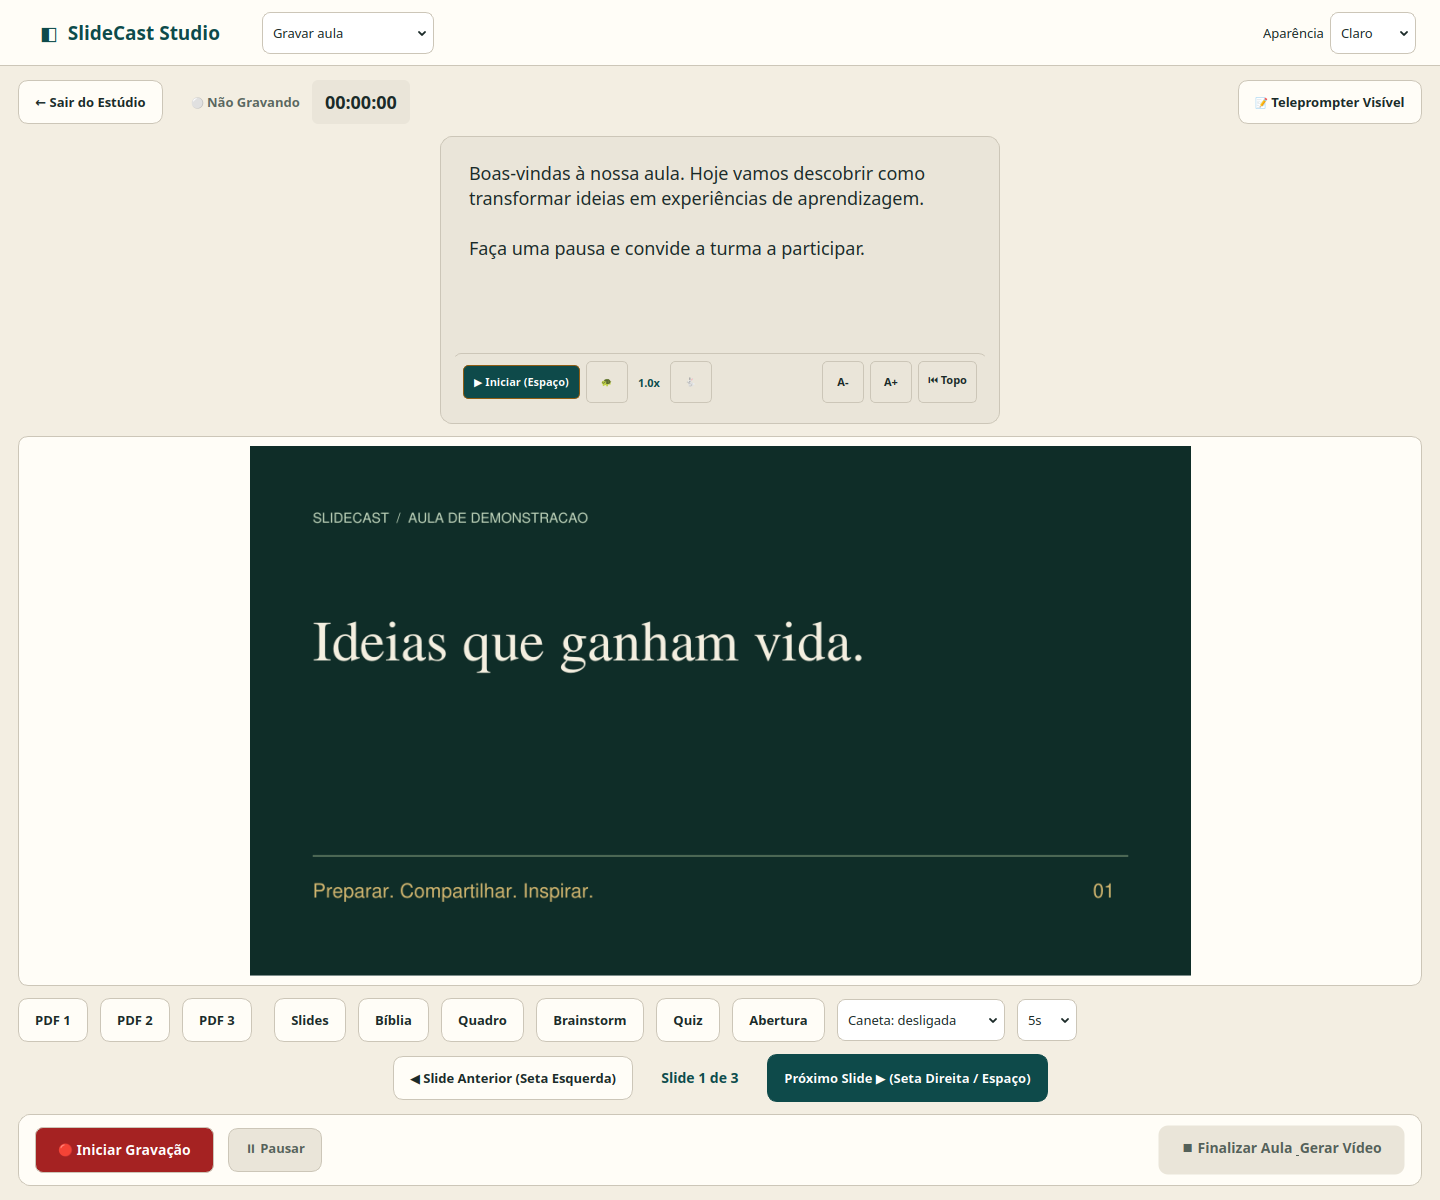 SlideCast Studio
Gravar aula
Aparência
Claro
← Sair do Estúdio
Não Gravando
00:00:00
📝 Teleprompter Visível
Boas-vindas à nossa aula. Hoje vamos descobrir como
transformar ideias em experiências de aprendizagem.
Faça uma pausa e convide a turma a participar.
▶ Iniciar (Espaço)
🐢
1.0x
A-
A+
⏮ Topo
SLIDECAST / AULA DE DEMONSTRACAO
Ideias que ganham vida.
Preparar. Compartilhar. Inspirar.
01
PDF 1
PDF 2
PDF 3
Slides
Bíblia
Quadro
Brainstorm
Quiz
Abertura
Caneta: desligada
5s
◀ Slide Anterior (Seta Esquerda)
Slide 1 de 3
Próximo Slide ▶ (Seta Direita / Espaço)
🔴 Iniciar Gravação
⏸ Pausar
⏹ Finalizar Aula _Gerar Vídeo